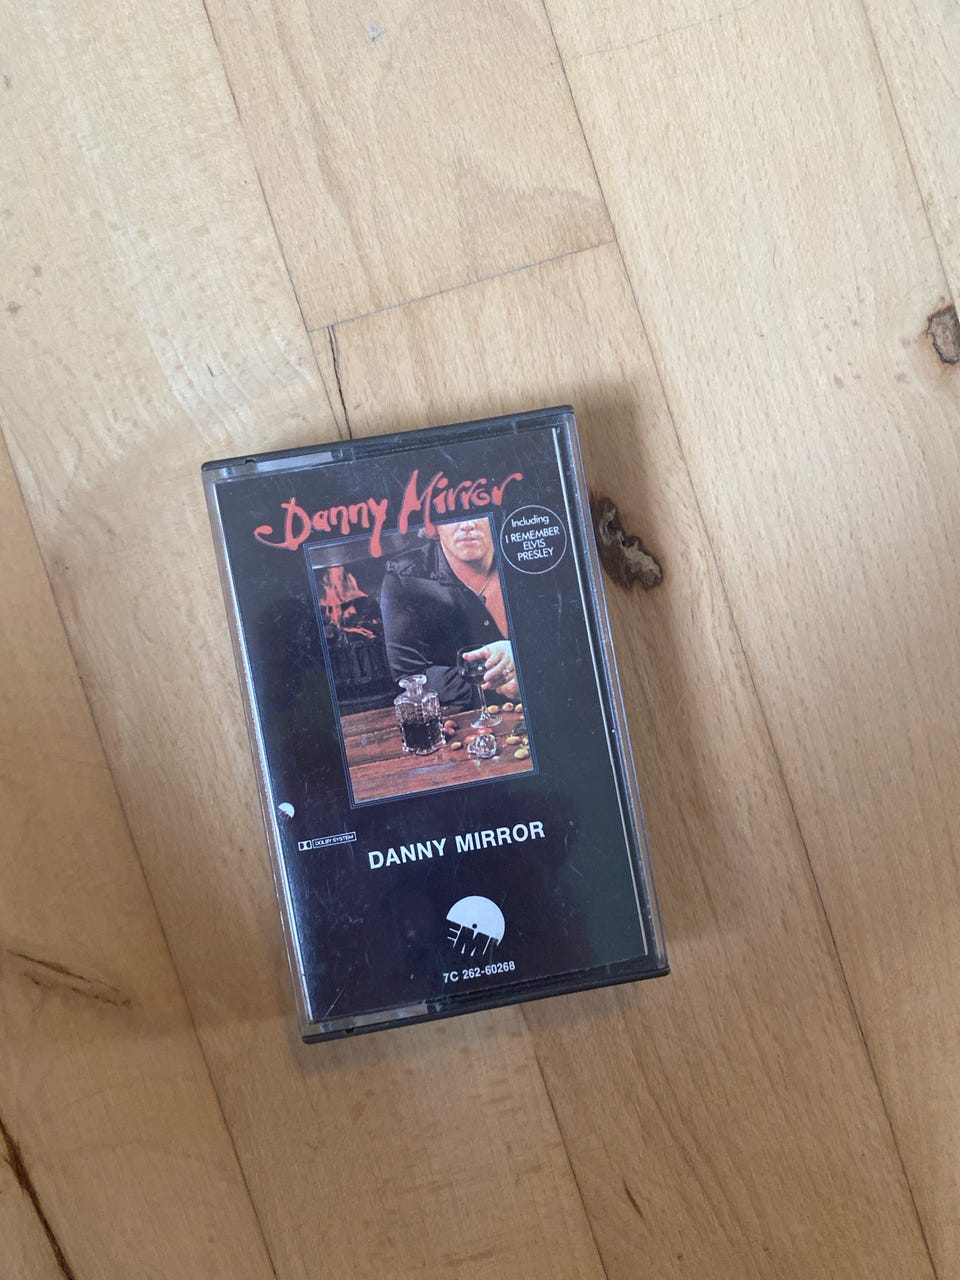 Danny Mirror
Including
I REMEMBER
ELVIS
PRESLEY
DOLBY SYSTEM
DANNY MIRROR
EMI
7C 262-60268